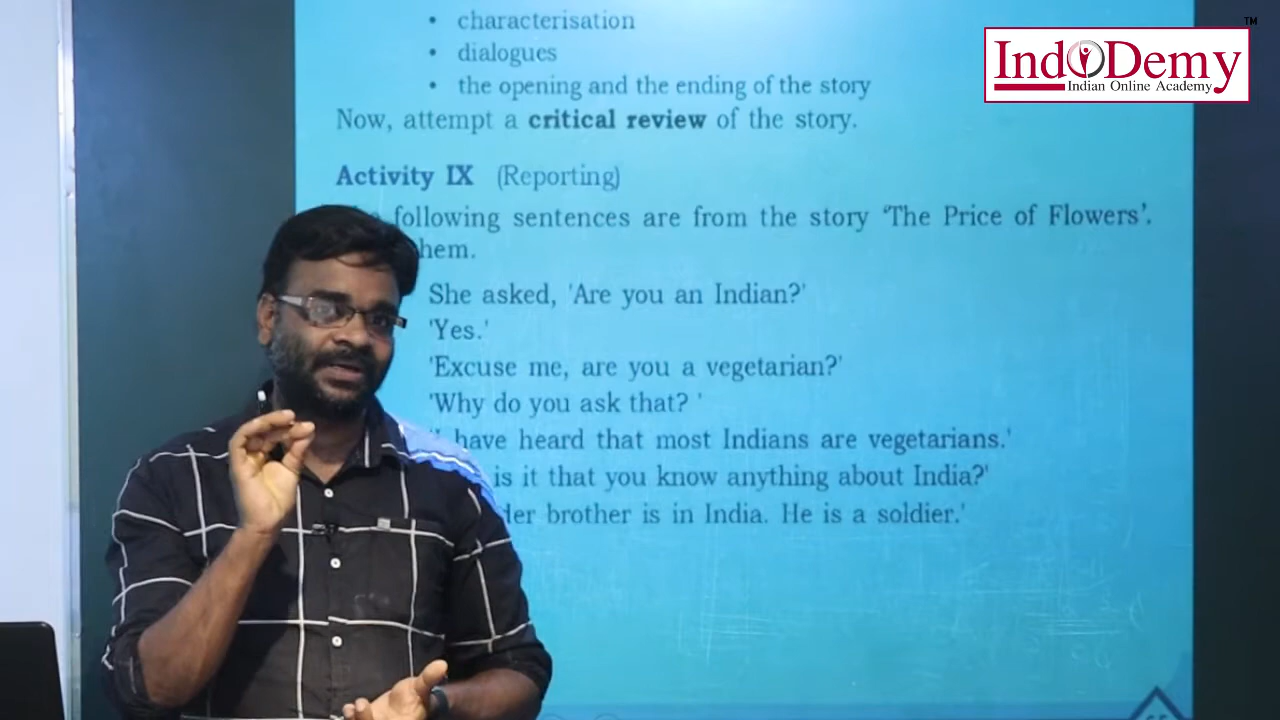 • characterisation
• dialogues
• the opening and the ending of the story
Now, attempt a critical review of the story.
Activity IX (Reporting)
following sentences are from the story ‘The Price of Flowers’.
hem.
She asked, 'Are you an Indian?'
'Yes.'
'Excuse me, are you a vegetarian?'
'Why do you ask that? '
have heard that most Indians are vegetarians.'
is it that you know anything about India?'
der brother is in India. He is a soldier.'
IndoDemy
Indian Online Academy
TM